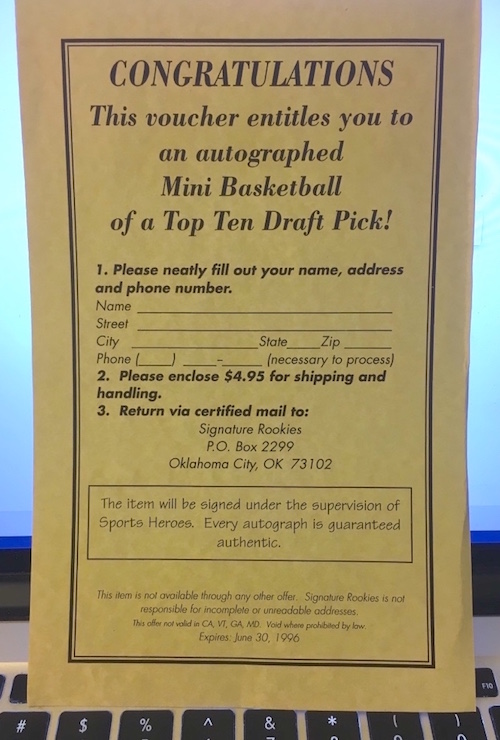 CONGRATULATIONS
This voucher entitles you to
an autographed
Mini Basketball
of a Top Ten Draft Pick!
1. Please neatly fill out your name, address
and phone number.
Name
Street
City State Zip
Phone ( ) – (necessary to process)
2. Please enclose $4.95 for shipping and
handling.
3. Return via certified mail to:
Signature Rookies
P.O. Box 2299
Oklahoma City, OK 73102
The item will be signed under the supervision of
Sports Heroes. Every autograph is guaranteed
authentic.
This item is not available through any other offer. Signature Rookies is not
responsible for incomplete or unreadable addresses.
This offer not valid in CA, VT, GA, MD. Void where prohibited by law.
Expires: June 30, 1996
F10
# $ % ^ & * ( )